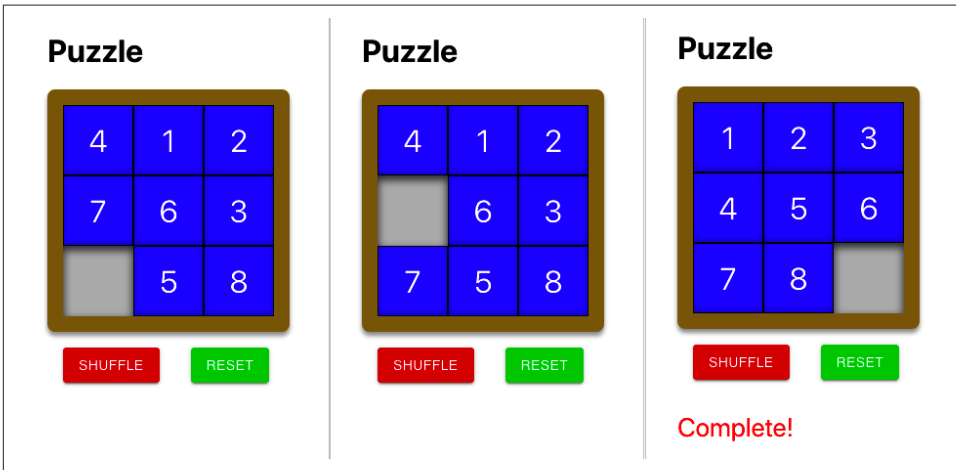 Puzzle
4 1 2
7 6 3
5 8
SHUFFLE RESET
Puzzle
4 1 2
6 3
7 5 8
SHUFFLE RESET
Puzzle
1 2 3
4 5 6
7 8
SHUFFLE RESET
Complete!